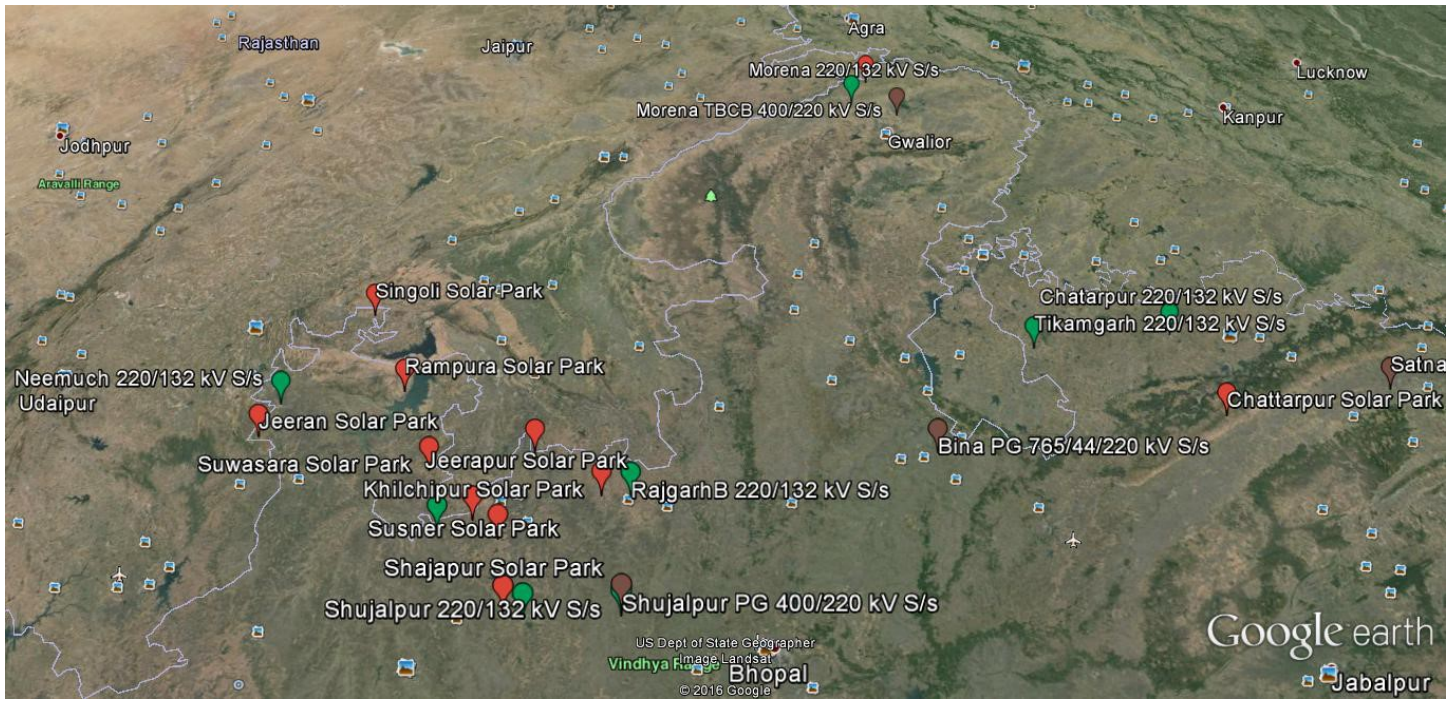 Rajasthan
Jaipur
Agra
Morena 220/132 kV S/s
Lucknow
Morena TBCB 400/220 kV S/s
Kanpur
Jodhpur
Gwalior
Aravalli Range
Singoli Solar Park
Chatarpur 220/132 kV S/s
Tikamgarh 220/132 kV S/s
Rampura Solar Park
Satna
Neemuch 220/132 kV S/s
Udaipur
Chattarpur Solar Park
Jeeran Solar Park
Bina PG 765/44/220 kV S/s
Suwasara Solar Park
Jeerapur Solar Park
Khilchipur Solar Park
RajgarhB 220/132 kV S/s
Susner Solar Park
Shajapur Solar Park
Shujalpur 220/132 kV S/s
Shujalpur PG 400/220 kV S/s
US Dept of State Geographer
Image Landsat
Vindhya Range
Bhopal
© 2016 Google
Google earth
Jabalpur